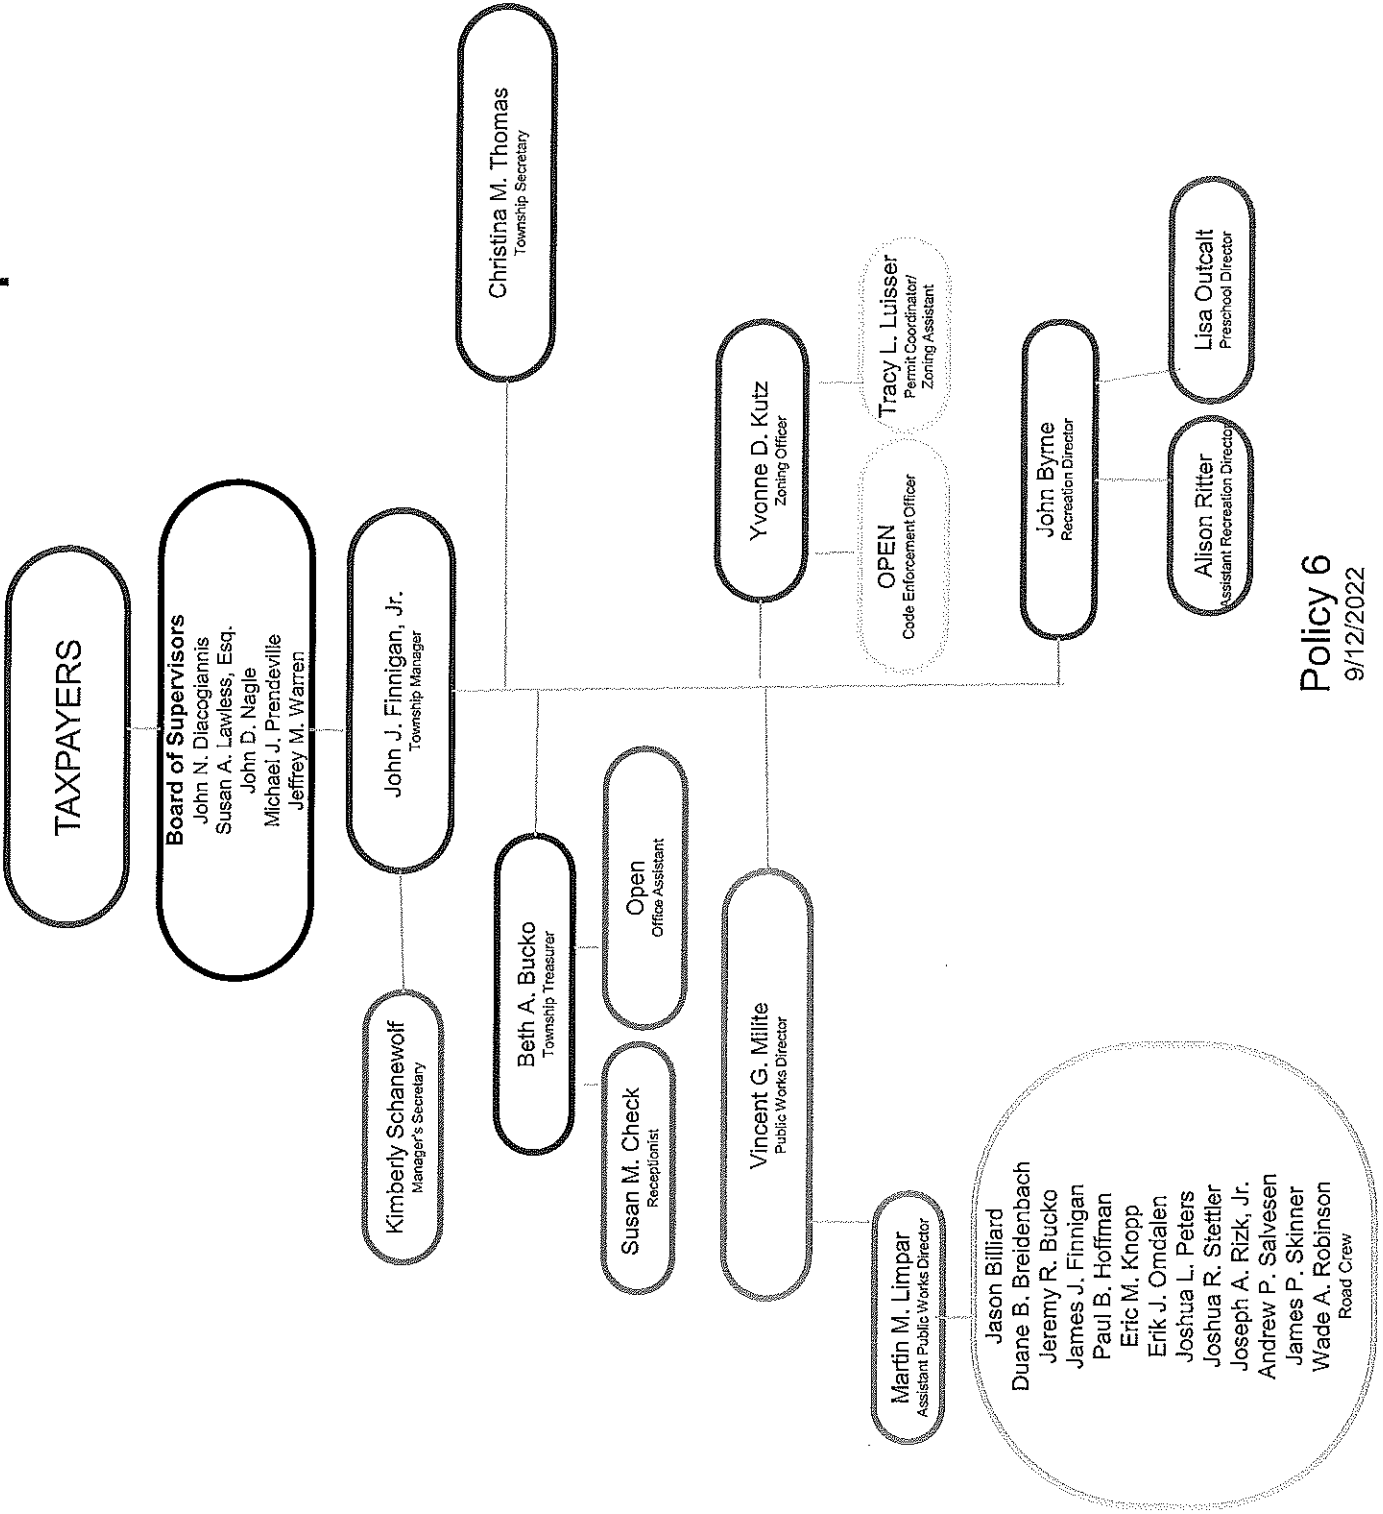 TAXPAYERS
Board of Supervisors
John N. Diacogiannis
Susan A. Lawless, Esq.
John D. Nagle
Michael J. Prendeville
Jeffrey M. Warren
Kimberly Schanewolf
Manager's Secretary
John J. Finnigan, Jr.
Township Manager
Christina M. Thomas
Township Secretary
Beth A. Bucko
Township Treasurer
Susan M. Check
Receptionist
Open
Office Assistant
Vincent G. Milite
Public Works Director
Yvonne D. Kutz
Zoning Officer
Martin M. Limpar
Assistant Public Works Director
OPEN
Code Enforcement Officer
Tracy L. Luisser
Permit Coordinator/
Zoning Assistant
Jason Billiard
Duane B. Breidenbach
Jeremy R. Bucko
James J. Finnigan
Paul B. Hoffman
Eric M. Knopp
Erik J. Omdalen
Joshua L. Peters
Joshua R. Stettler
Joseph A. Rizk, Jr.
Andrew P. Salvesen
James P. Skinner
Wade A. Robinson
Road Crew
John Byrne
Recreation Director
Alison Ritter
Assistant Recreation Director
Lisa Outcalt
Preschool Director
Policy 6
9/12/2022